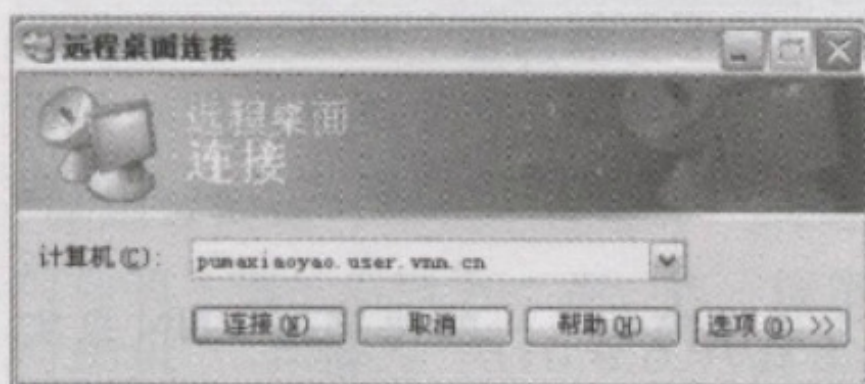 远程桌面连接
远程桌面
连接
计算机(C):
pumaxiaoyao.user.vnn.cn
连接(N) 取消 帮助(H) 选项(O) >>